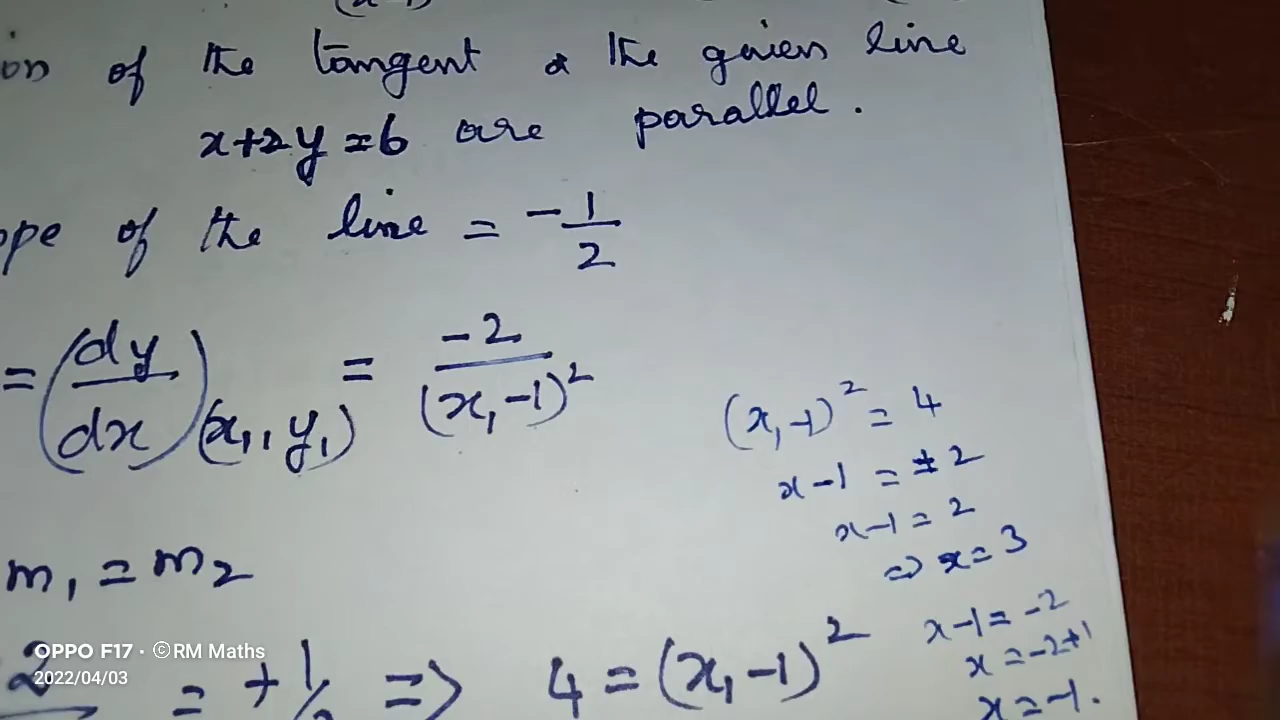 on of the tangent & the given line
x+2y=6 are parallel.
ope of the line = -1/2
= (dy/dx)(x₁, y₁) = -2/(x₁-1)²
m₁ = m₂
2 = +1/2 => 4 = (x₁-1)²
(x₁-1)² = 4
x-1 = ±2
x-1 = 2
=> x = 3
x-1 = -2
x = -2+1
x = -1.
OPPO F17 · ©RM Maths
2022/04/03